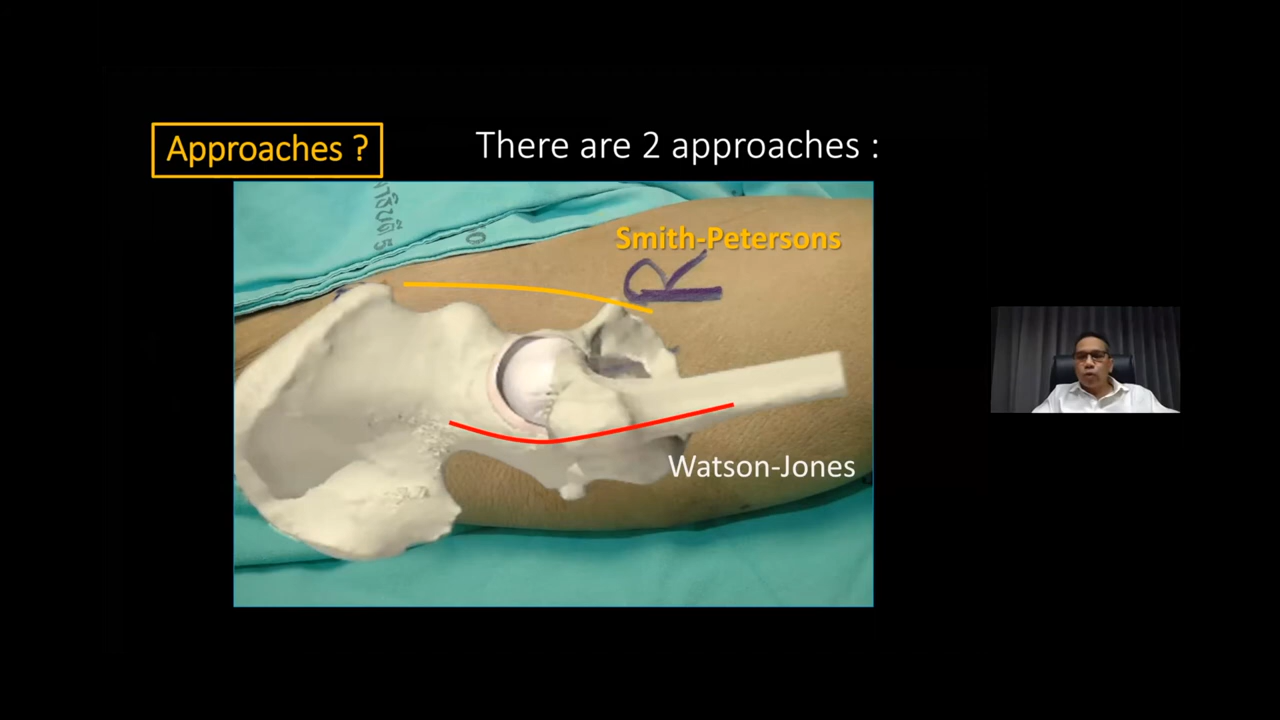 Approaches ?
There are 2 approaches :
Smith-Petersons
R
Watson-Jones